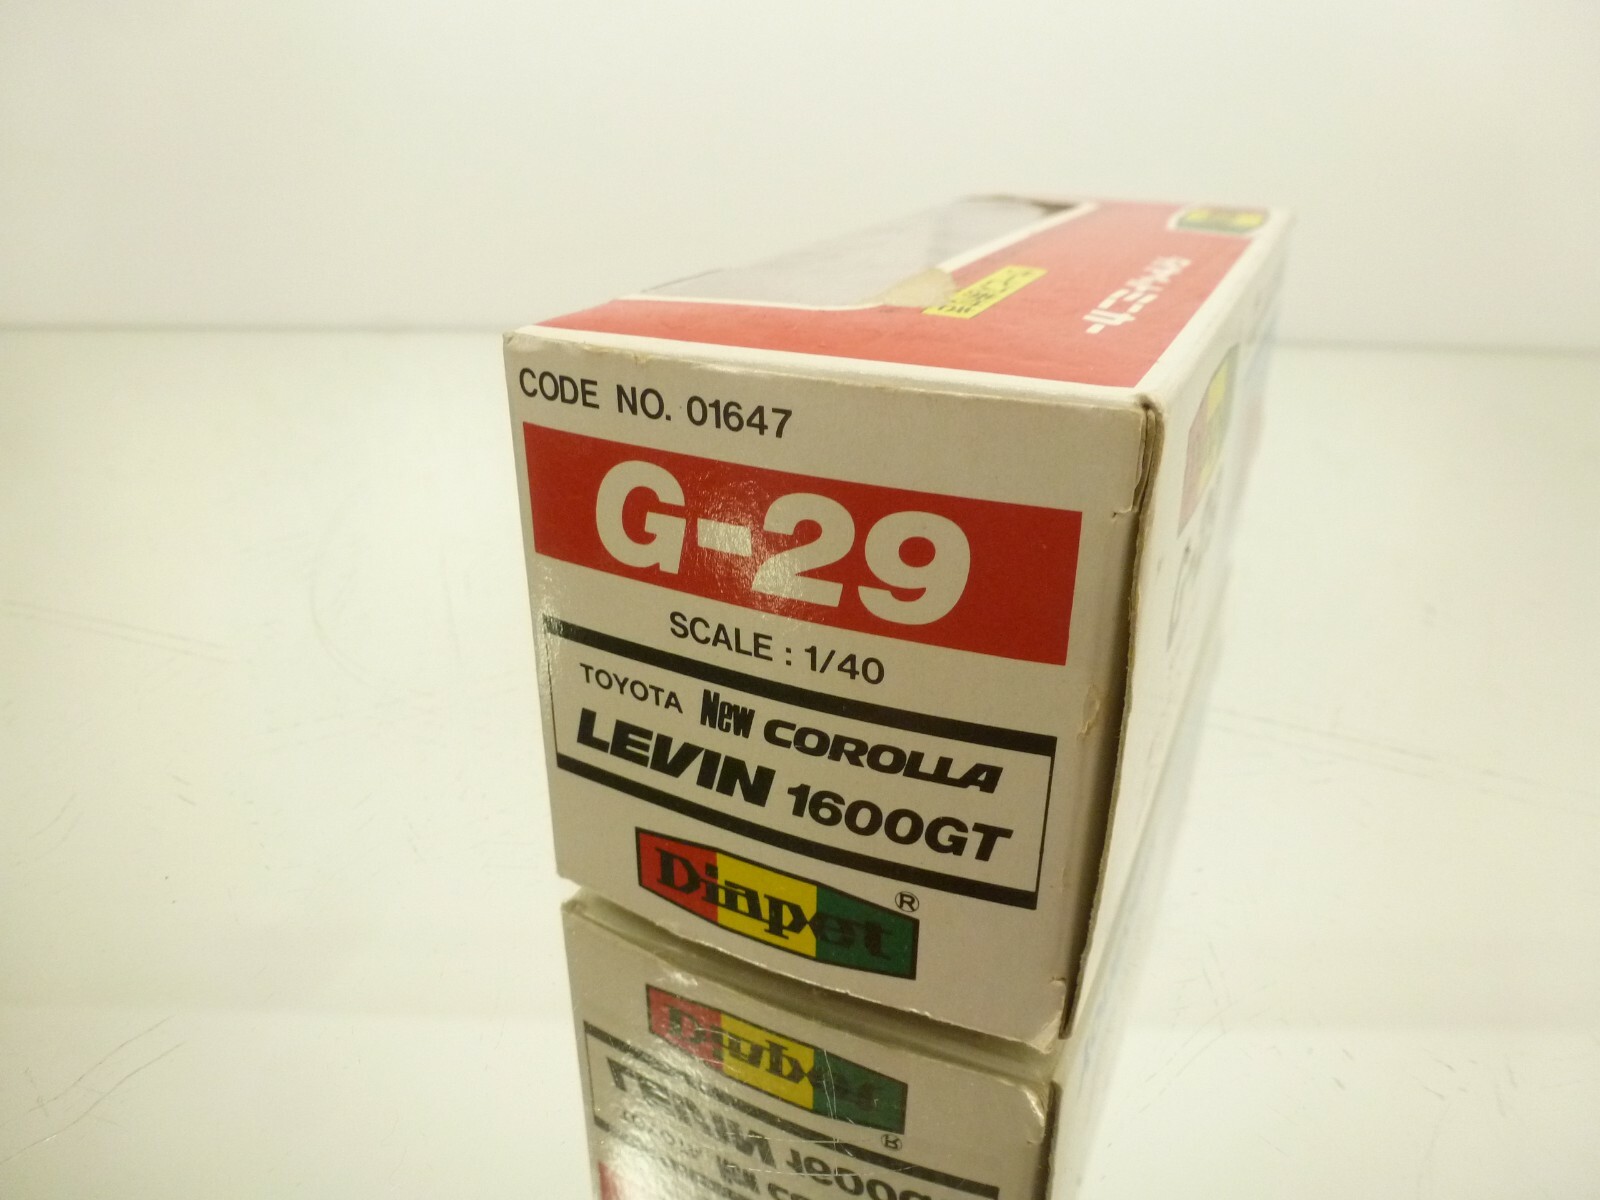 CODE NO. 01647
G-29
SCALE : 1/40
TOYOTA New COROLLA
LEVIN 1600GT
Diapet ®